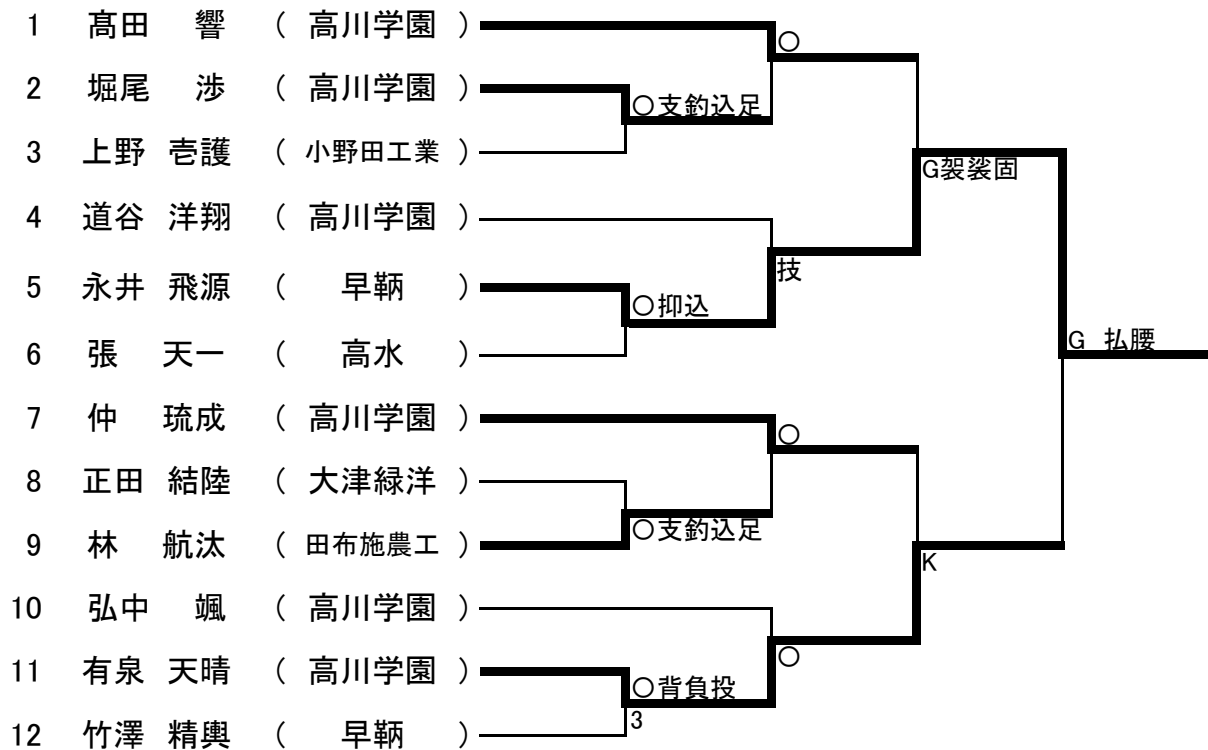 1 髙田 響 ( 高川学園 )
○
2 堀尾 渉 ( 高川学園 )
○支釣込足
3 上野 壱護 ( 小野田工業 )
G袈裟固
4 道谷 洋翔 ( 高川学園 )
技
5 永井 飛源 ( 早鞆 )
○抑込
6 張 天一 ( 高水 )
G 払腰
7 仲 琉成 ( 高川学園 )
○
8 正田 結陸 ( 大津緑洋 )
○支釣込足
9 林 航汰 ( 田布施農工 )
K
10 弘中 颯 ( 高川学園 )
○
11 有泉 天晴 ( 高川学園 )
○背負投
3
12 竹澤 精輿 ( 早鞆 )